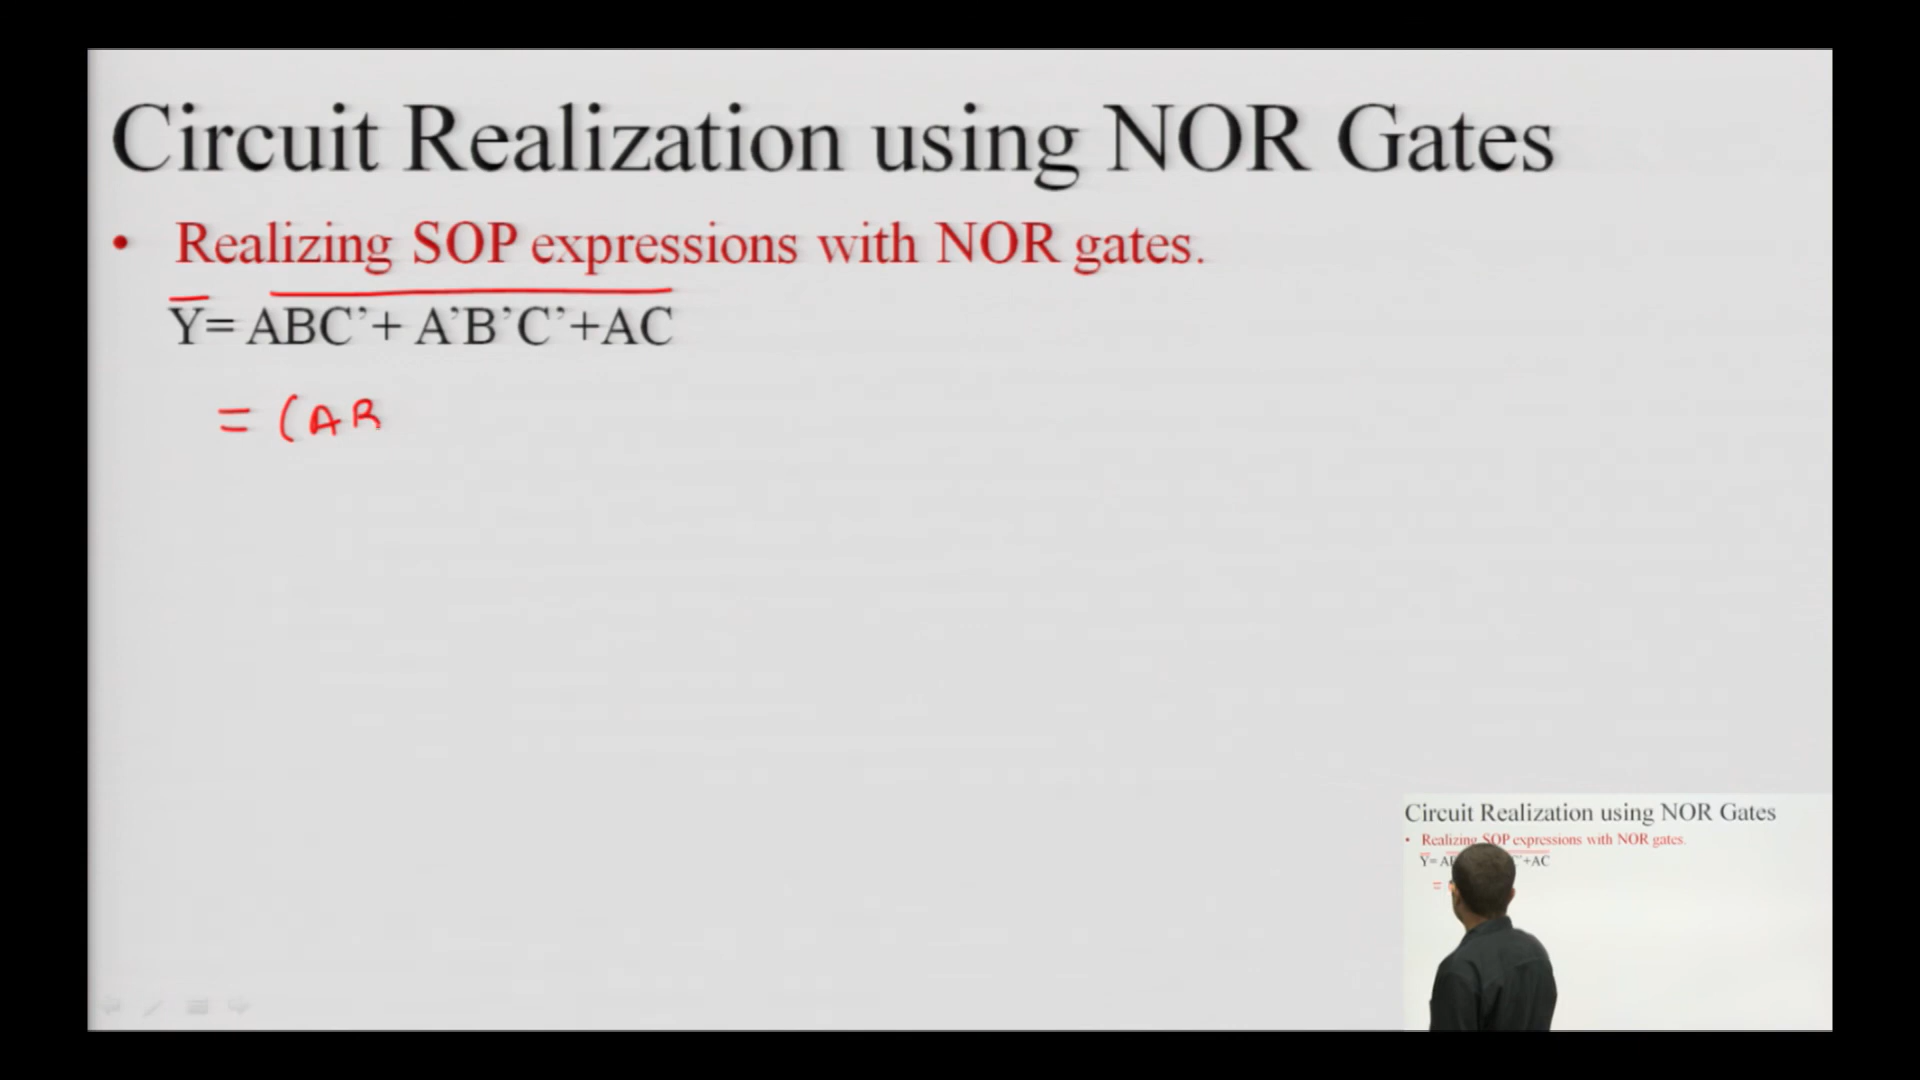 Circuit Realization using NOR Gates
• Realizing SOP expressions with NOR gates.
Y= ABC’+ A’B’C’+AC
= (AB
Circuit Realization using NOR Gates
• Realizing SOP expressions with NOR gates.
Y= +AC
=